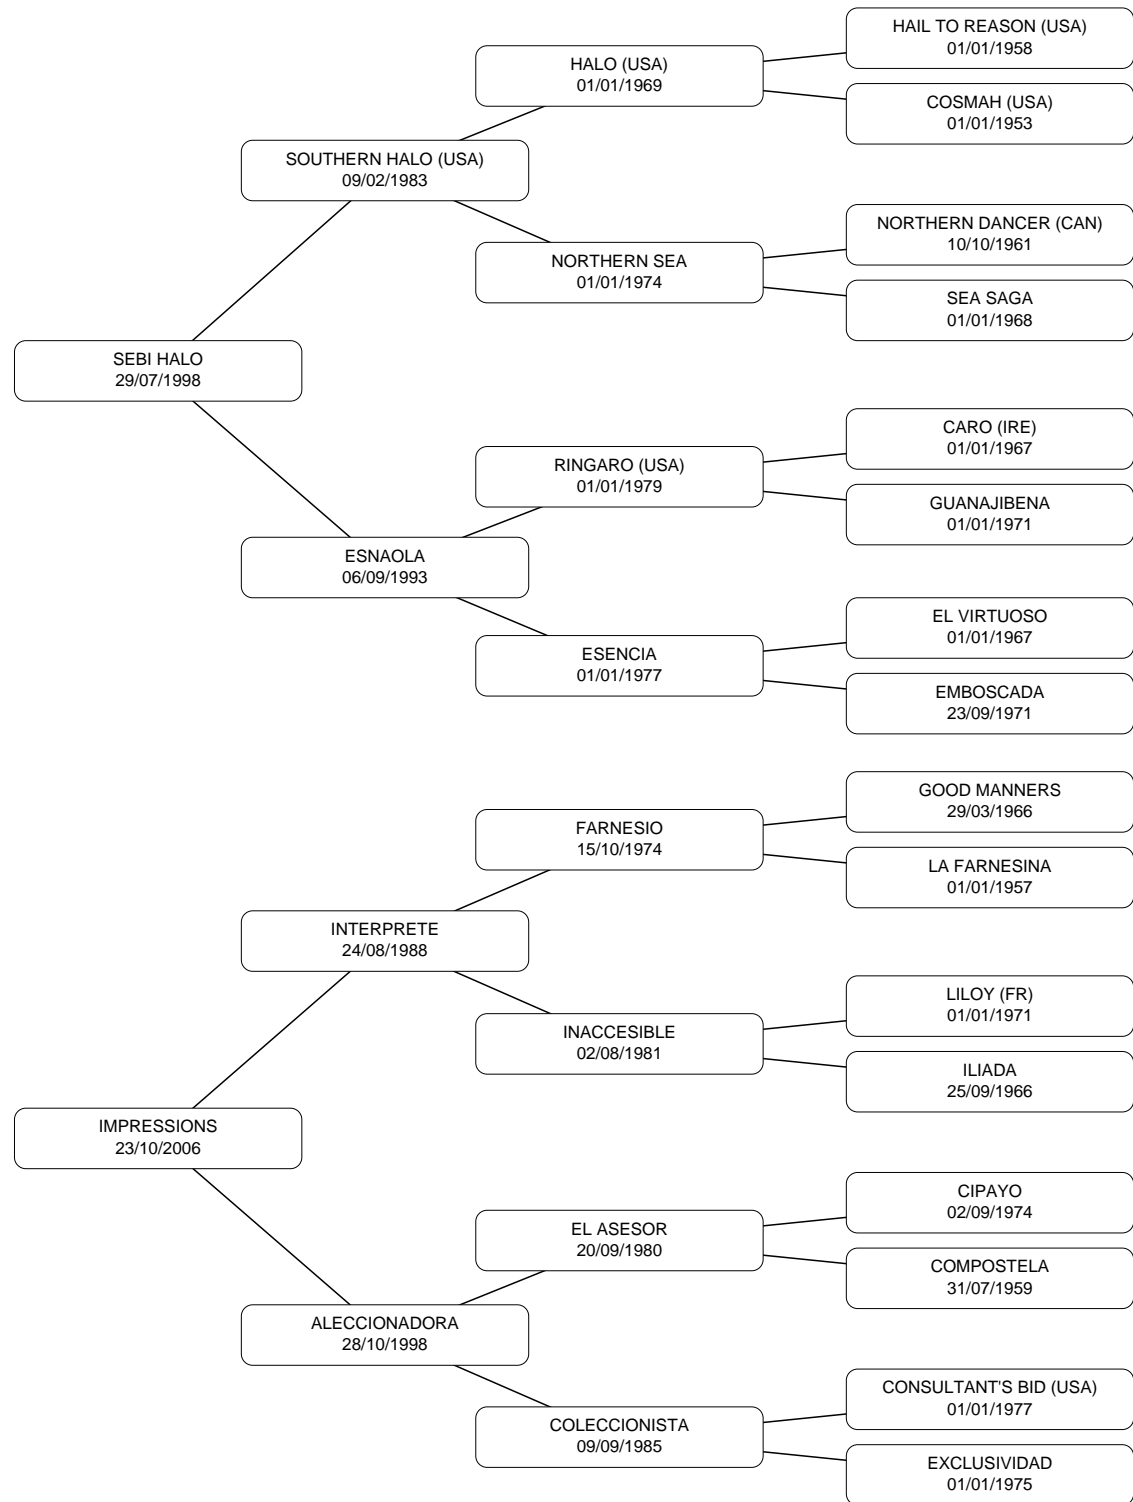 HAIL TO REASON (USA)
01/01/1958
HALO (USA)
01/01/1969
COSMAH (USA)
01/01/1953
SOUTHERN HALO (USA)
09/02/1983
NORTHERN DANCER (CAN)
10/10/1961
NORTHERN SEA
01/01/1974
SEA SAGA
01/01/1968
SEBI HALO
29/07/1998
CARO (IRE)
01/01/1967
RINGARO (USA)
01/01/1979
GUANAJIBENA
01/01/1971
ESNAOLA
06/09/1993
EL VIRTUOSO
01/01/1967
ESENCIA
01/01/1977
EMBOSCADA
23/09/1971
GOOD MANNERS
29/03/1966
FARNESIO
15/10/1974
LA FARNESINA
01/01/1957
INTERPRETE
24/08/1988
LILOY (FR)
01/01/1971
INACCESIBLE
02/08/1981
ILIADA
25/09/1966
IMPRESSIONS
23/10/2006
CIPAYO
02/09/1974
EL ASESOR
20/09/1980
COMPOSTELA
31/07/1959
ALECCIONADORA
28/10/1998
CONSULTANT'S BID (USA)
01/01/1977
COLECCIONISTA
09/09/1985
EXCLUSIVIDAD
01/01/1975